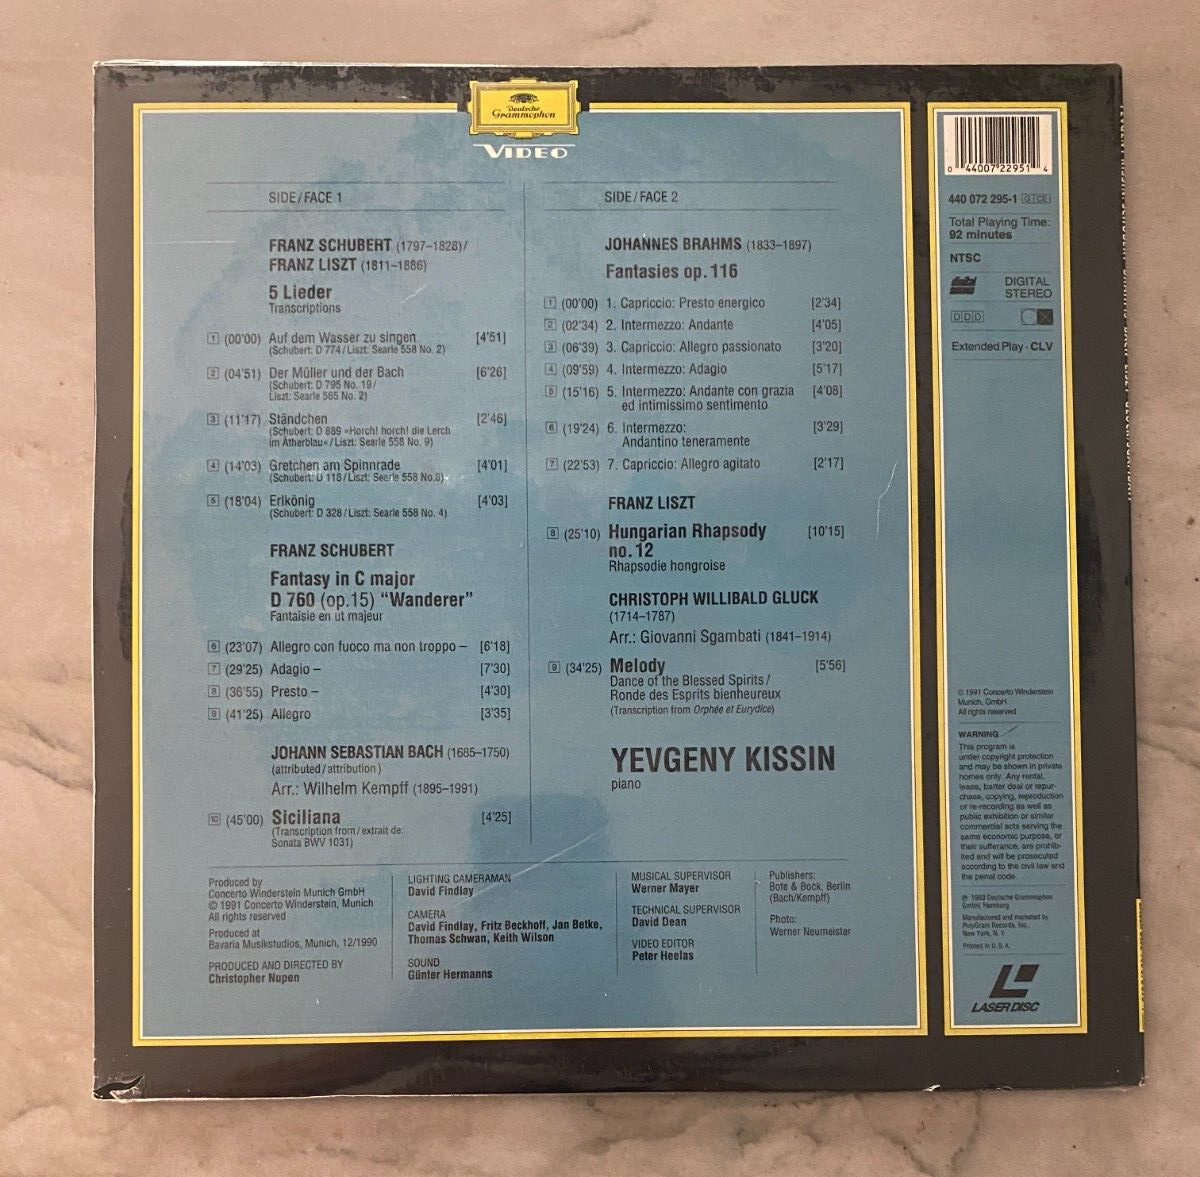 Deutsche
Grammophon
VIDEO
SIDE/FACE 1
FRANZ SCHUBERT (1797–1828)/
FRANZ LISZT (1811–1886)
5 Lieder
Transcriptions
1 (00'00) Auf dem Wasser zu singen [4'51]
(Schubert: D 774/Liszt: Searle 558 No. 2)
2 (04'51) Der Müller und der Bach [6'26]
(Schubert: D 795 No. 19/
Liszt: Searle 565 No. 2)
3 (11'17) Ständchen [2'46]
(Schubert: D 889 »Horch! horch! die Lerch
im Ätherblau«/Liszt: Searle 558 No. 9)
4 (14'03) Gretchen am Spinnrade [4'01]
(Schubert: D 118/Liszt: Searle 558 No.8)
5 (18'04) Erlkönig [4'03]
(Schubert: D 328/Liszt: Searle 558 No. 4)
FRANZ SCHUBERT
Fantasy in C major
D 760 (op.15) “Wanderer”
Fantaisie en ut majeur
6 (23'07) Allegro con fuoco ma non troppo – [6'18]
7 (29'25) Adagio – [7'30]
8 (36'55) Presto – [4'30]
9 (41'25) Allegro [3'35]
JOHANN SEBASTIAN BACH (1685–1750)
(attributed/attribution)
Arr.: Wilhelm Kempff (1895–1991)
10 (45'00) Siciliana [4'25]
(Transcription from/extrait de:
Sonata BWV 1031)
SIDE/FACE 2
JOHANNES BRAHMS (1833–1897)
Fantasies op. 116
1 (00'00) 1. Capriccio: Presto energico [2'34]
2 (02'34) 2. Intermezzo: Andante [4'05]
3 (06'39) 3. Capriccio: Allegro passionato [3'20]
4 (09'59) 4. Intermezzo: Adagio [5'17]
5 (15'16) 5. Intermezzo: Andante con grazia [4'08]
ed intimissimo sentimento
6 (19'24) 6. Intermezzo: [3'29]
Andantino teneramente
7 (22'53) 7. Capriccio: Allegro agitato [2'17]
FRANZ LISZT
8 (25'10) Hungarian Rhapsody [10'15]
no. 12
Rhapsodie hongroise
CHRISTOPH WILLIBALD GLUCK
(1714–1787)
Arr.: Giovanni Sgambati (1841–1914)
9 (34'25) Melody [5'56]
Dance of the Blessed Spirits/
Ronde des Esprits bienheureux
(Transcription from Orphée et Eurydice)
YEVGENY KISSIN
piano
Produced by
Concerto Winderstein Munich GmbH
© 1991 Concerto Winderstein, Munich
All rights reserved
Produced at
Bavaria Musikstudios, Munich, 12/1990
PRODUCED AND DIRECTED BY
Christopher Nupen
LIGHTING CAMERAMAN
David Findlay
CAMERA
David Findlay, Fritz Beckhoff, Jan Betke,
Thomas Schwan, Keith Wilson
SOUND
Günter Hermanns
MUSICAL SUPERVISOR
Werner Mayer
TECHNICAL SUPERVISOR
David Dean
VIDEO EDITOR
Peter Heelas
Publishers:
Bote & Bock, Berlin
(Bach/Kempff)
Photo:
Werner Neumeister
0 44007 22951 4
440 072 295-1
Total Playing Time:
92 minutes
NTSC
DIGITAL
STEREO
DDD
Extended Play · CLV
© 1991 Concerto Winderstein
Munich, GmbH
All rights reserved
WARNING
This program is
under copyright protection
and may be shown in private
homes only. Any rental,
lease, barter deal or repur-
chase, copying, reproduction
or re-recording as well as
public exhibition or similar
commercial acts serving the
same economic purpose, or
their sufferance, are prohib-
ited and will be prosecuted
according to the civil law and
the penal code.
℗ 1993 Deutsche Grammophon
GmbH, Hamburg
Manufactured and marketed by
PolyGram Records, Inc.,
New York, N. Y.
Printed in U.S.A.
LASERDISC